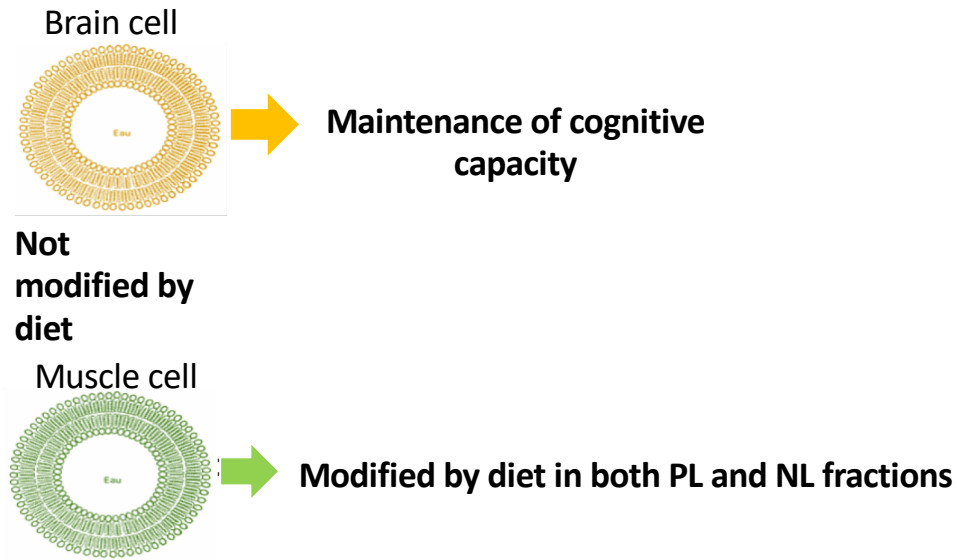 Brain cell
Eau
Maintenance of cognitive
capacity
Not
modified by
diet
Muscle cell
Eau
Modified by diet in both PL and NL fractions